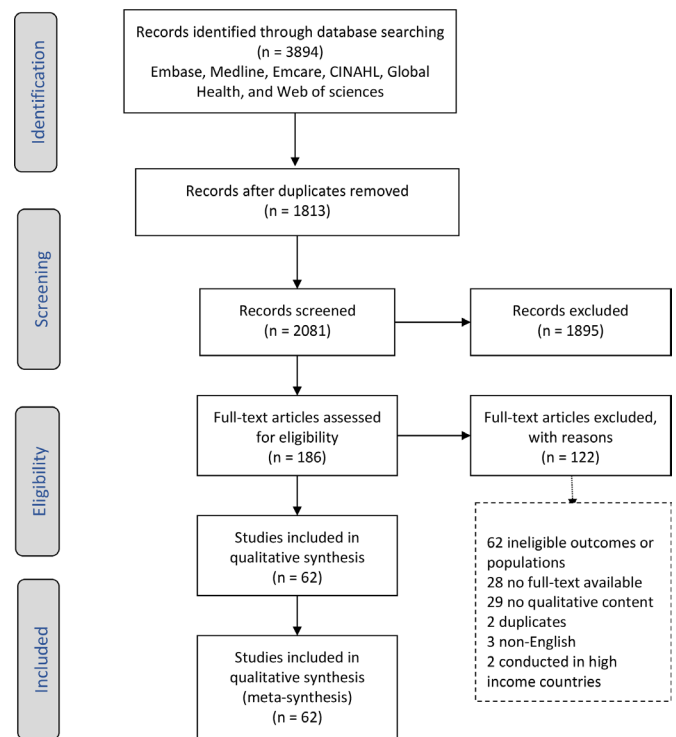 Identification
Records identified through database searching
(n = 3894)
Embase, Medline, Emcare, CINAHL, Global
Health, and Web of sciences
Records after duplicates removed
(n = 1813)
Screening
Records screened
(n = 2081)
Records excluded
(n = 1895)
Eligibility
Full-text articles assessed
for eligibility
(n = 186)
Full-text articles excluded,
with reasons
(n = 122)
62 ineligible outcomes or
populations
28 no full-text available
29 no qualitative content
2 duplicates
3 non-English
2 conducted in high
income countries
Studies included in
qualitative synthesis
(n = 62)
Included
Studies included in
qualitative synthesis
(meta-synthesis)
(n = 62)